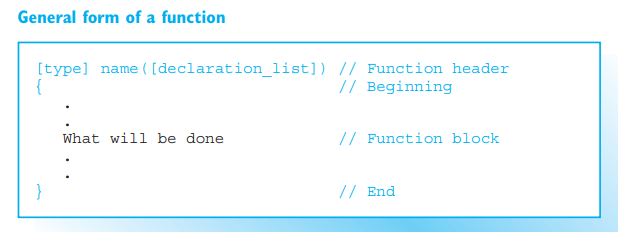 General form of a function
[type] name([declaration_list]) // Function header
{ // Beginning
.
.
What will be done // Function block
.
.
} // End